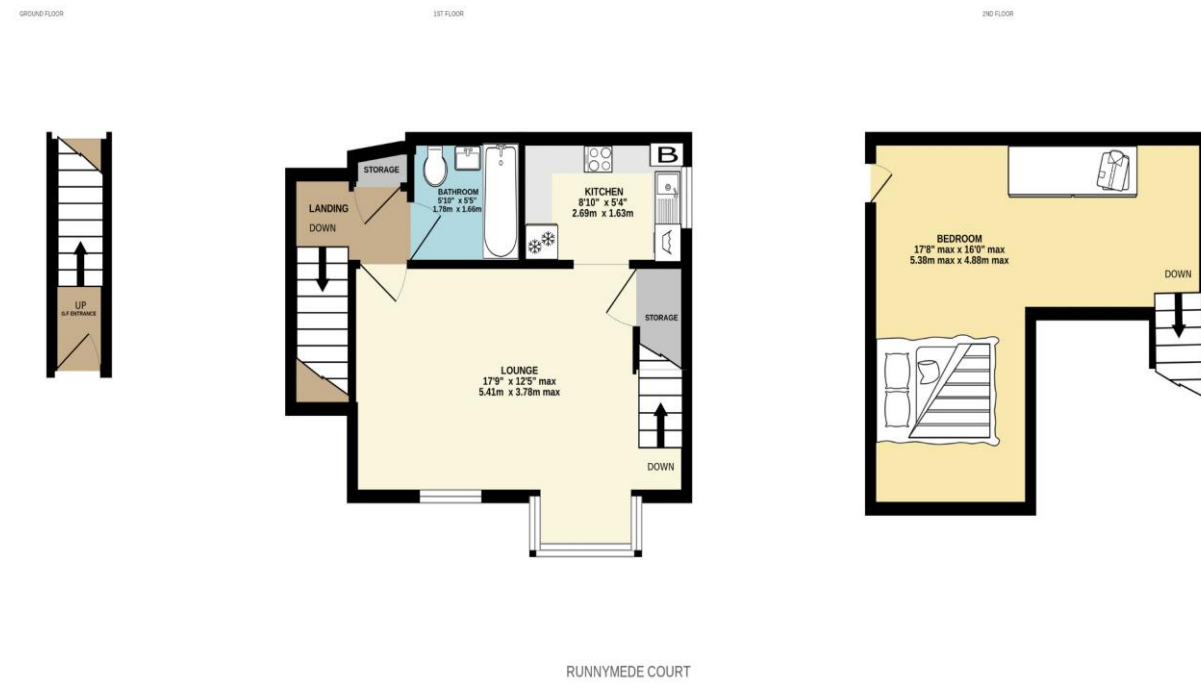 GROUND FLOOR
1ST FLOOR
2ND FLOOR
UP
G.F ENTRANCE
STORAGE
LANDING
DOWN
BATHROOM
5'10" x 5'5"
1.78m x 1.66m
B
KITCHEN
8'10" x 5'4"
2.69m x 1.63m
STORAGE
LOUNGE
17'9" x 12'5" max
5.41m x 3.78m max
DOWN
BEDROOM
17'8" max x 16'0" max
5.38m max x 4.88m max
DOWN
RUNNYMEDE COURT